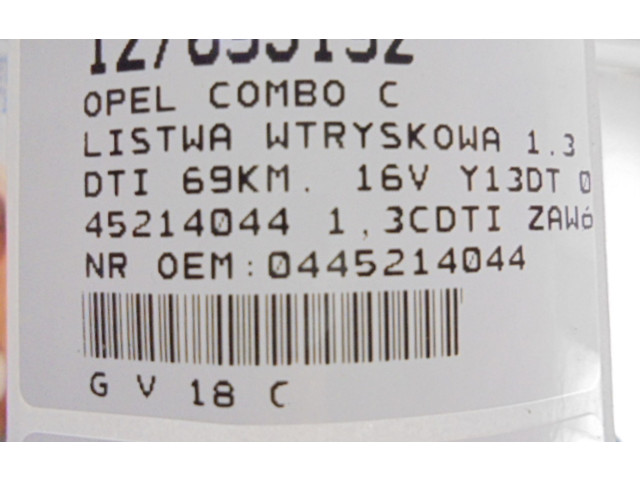 OPEL COMBO C
LISTWA WTRYSKOWA 1.3
DTI 69KM. 16V Y13DT 0
45214044 1,3CDTI ZAWó
NR OEM:0445214044
G V 18 C